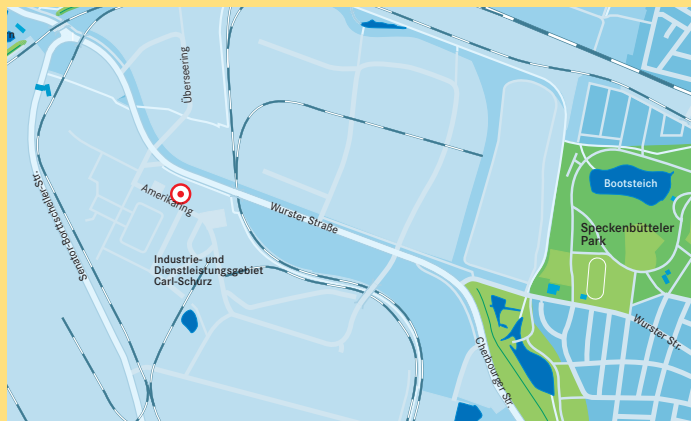 Überseering
Bootsteich
Senator-Borttscheller-Str.
Amerikaring
Wurster Straße
Speckenbütteler
Park
Industrie- und
Dienstleistungsgebiet
Carl-Schurz
Wurster Str.
Cherbourger Str.